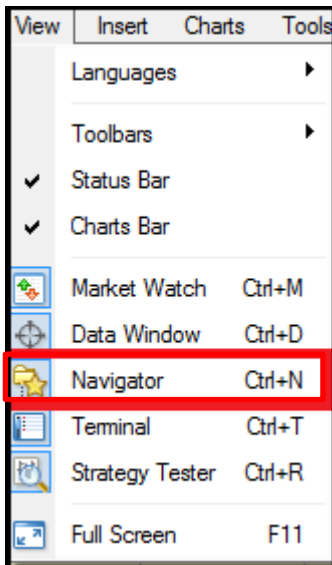 View Insert Charts Tools
Languages
Toolbars
Status Bar
Charts Bar
Market Watch Ctrl+M
Data Window Ctrl+D
Navigator Ctrl+N
Terminal Ctrl+T
Strategy Tester Ctrl+R
Full Screen F11